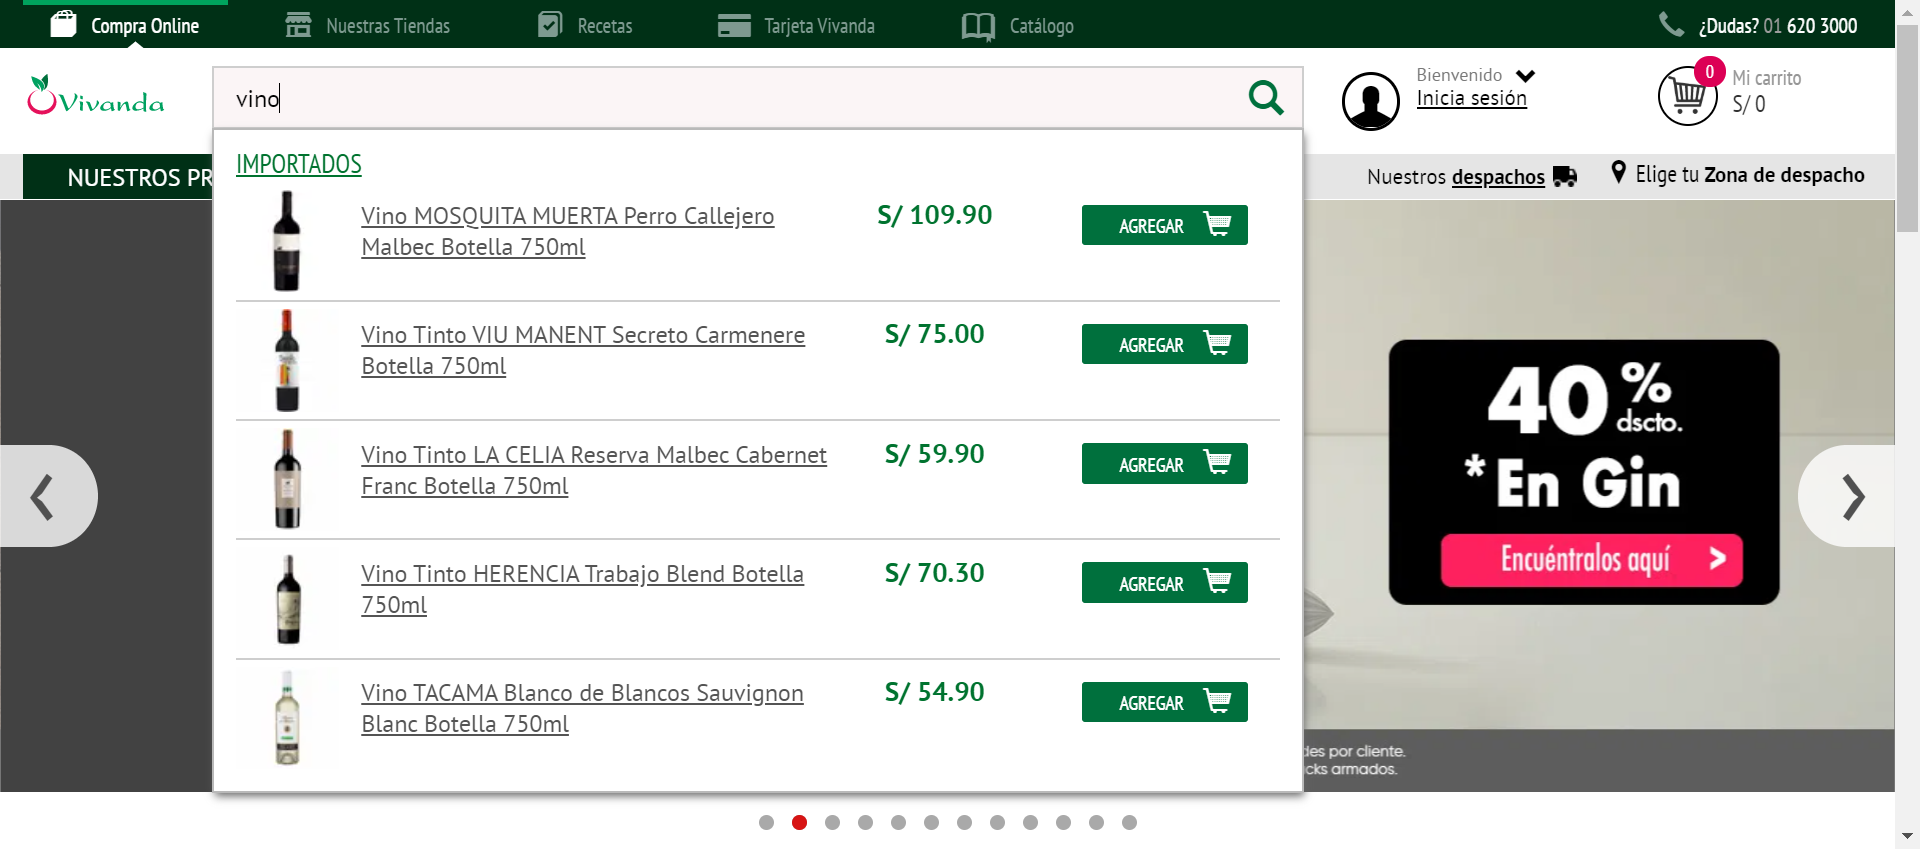 Compra Online
Nuestras Tiendas
Recetas
Tarjeta Vivanda
Catálogo
¿Dudas? 01 620 3000
Vivanda
vino
Bienvenido
Inicia sesión
0
Mi carrito
S/ 0
NUESTROS PR
Nuestros despachos
Elige tu Zona de despacho
IMPORTADOS
Vino MOSQUITA MUERTA Perro Callejero
Malbec Botella 750ml
S/ 109.90
AGREGAR
Vino Tinto VIU MANENT Secreto Carmenere
Botella 750ml
S/ 75.00
AGREGAR
Vino Tinto LA CELIA Reserva Malbec Cabernet
Franc Botella 750ml
S/ 59.90
AGREGAR
Vino Tinto HERENCIA Trabajo Blend Botella
750ml
S/ 70.30
AGREGAR
Vino TACAMA Blanco de Blancos Sauvignon
Blanc Botella 750ml
S/ 54.90
AGREGAR
40%
dscto.
*En Gin
Encuéntralos aquí
des por cliente.
cks armados.